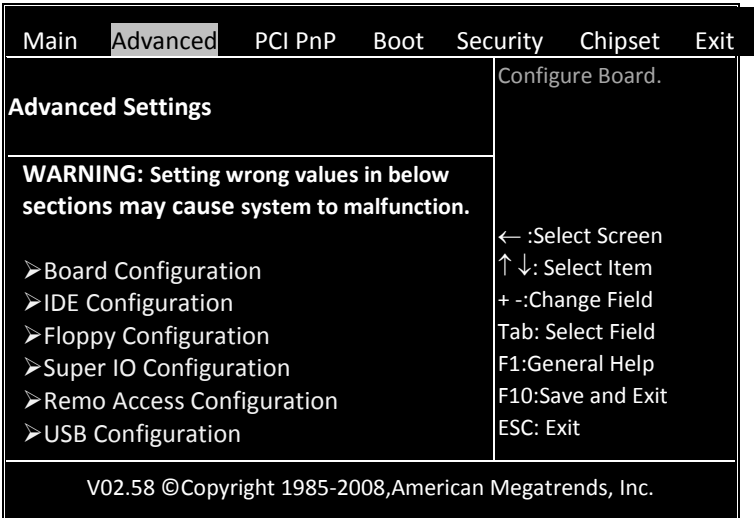 Main Advanced PCI PnP Boot Security Chipset Exit
Advanced Settings
WARNING: Setting wrong values in below
sections may cause system to malfunction.
➢Board Configuration
➢IDE Configuration
➢Floppy Configuration
➢Super IO Configuration
➢Remo Access Configuration
➢USB Configuration
Configure Board.
← :Select Screen
↑↓: Select Item
+ -:Change Field
Tab: Select Field
F1:General Help
F10:Save and Exit
ESC: Exit
V02.58 ©Copyright 1985-2008,American Megatrends, Inc.